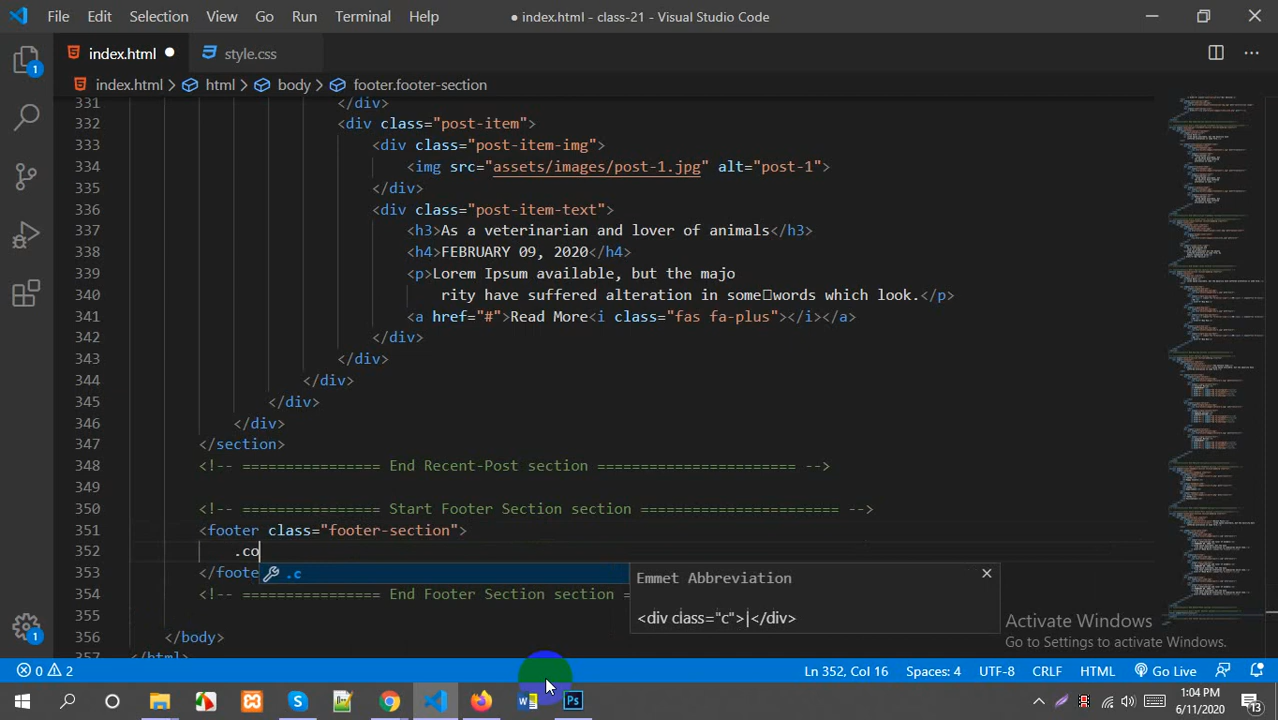 File Edit Selection View Go Run Terminal Help
● index.html - class-21 - Visual Studio Code
index.html ● style.css
index.html > html > body > footer.footer-section
331 </div>
332 <div class="post-item">
333 <div class="post-item-img">
334 <img src="assets/images/post-1.jpg" alt="post-1">
335 </div>
336 <div class="post-item-text">
337 <h3>As a veterinarian and lover of animals</h3>
338 <h4>FEBRUARY 09, 2020</h4>
339 <p>Lorem Ipsum available, but the majo
340 rity have suffered alteration in some□words which look.</p>
341 <a href="#">Read More<i class="fas fa-plus"></i></a>
342 </div>
343 </div>
344 </div>
345 </div>
346 </div>
347 </section>
348 <!-- ================ End Recent-Post section ======================= -->
349
350 <!-- ================ Start Footer Section section ======================= -->
351 <footer class="footer-section">
352 .co
353 </foote
.c
Emmet Abbreviation
<div class="c">|</div>
354 <!-- ================ End Footer Section section =
355
356 </body>
357 </html>
Activate Windows
Go to Settings to activate Windows.
1
1
0 2 Ln 352, Col 16 Spaces: 4 UTF-8 CRLF HTML Go Live
W Ps 1:04 PM
6/11/2020
13